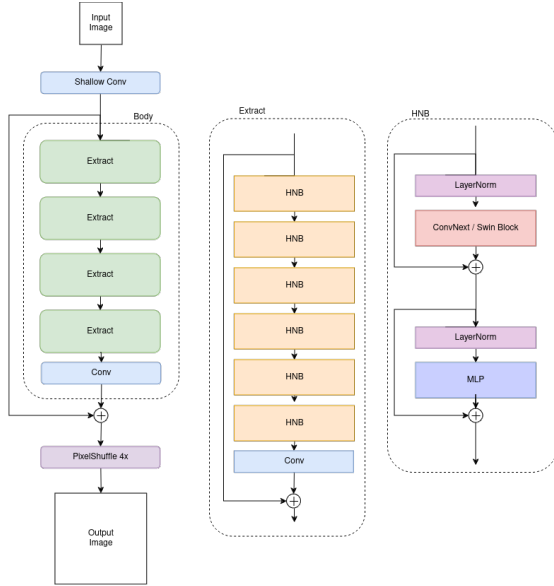 Input
Image
Shallow Conv
Body
Extract
Extract
Extract
Extract
Conv
PixelShuffle 4x
Output
Image
Extract
HNB
HNB
HNB
HNB
HNB
HNB
Conv
HNB
LayerNorm
ConvNext / Swin Block
LayerNorm
MLP